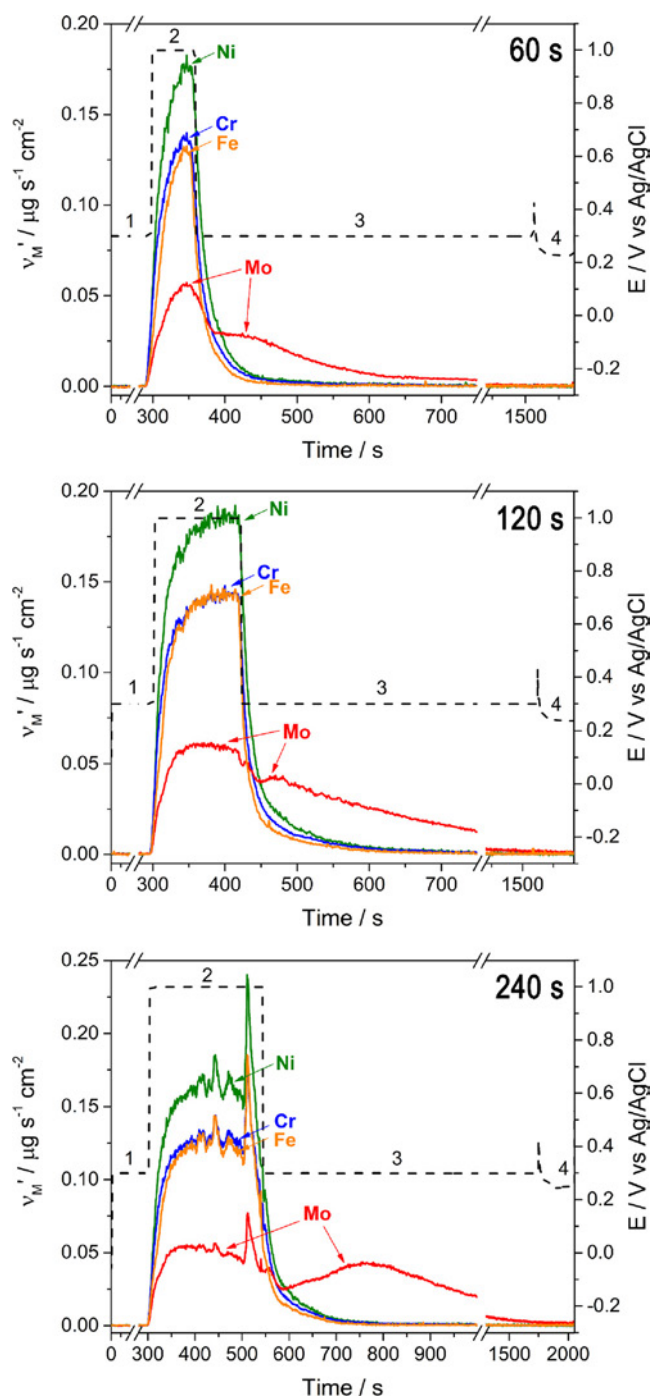 60 s
0.20
0.15
0.10
0.05
0.00
ν_M' / µg s⁻¹ cm⁻²
1.0
0.8
0.6
0.4
0.2
0.0
-0.2
E / V vs Ag/AgCl
2
Ni
Cr
Fe
1
3
4
Mo
0 300 400 500 600 700 1500
Time / s
120 s
0.20
0.15
0.10
0.05
0.00
ν_M' / µg s⁻¹ cm⁻²
1.0
0.8
0.6
0.4
0.2
0.0
-0.2
E / V vs Ag/AgCl
2
Ni
Cr
Fe
1
3
4
Mo
0 300 400 500 600 700 1500
Time / s
240 s
0.25
0.20
0.15
0.10
0.05
0.00
ν_M' / µg s⁻¹ cm⁻²
1.0
0.8
0.6
0.4
0.2
0.0
-0.2
E / V vs Ag/AgCl
2
Ni
Cr
Fe
1
3
4
Mo
0 300 400 500 600 700 800 900 2000
Time / s